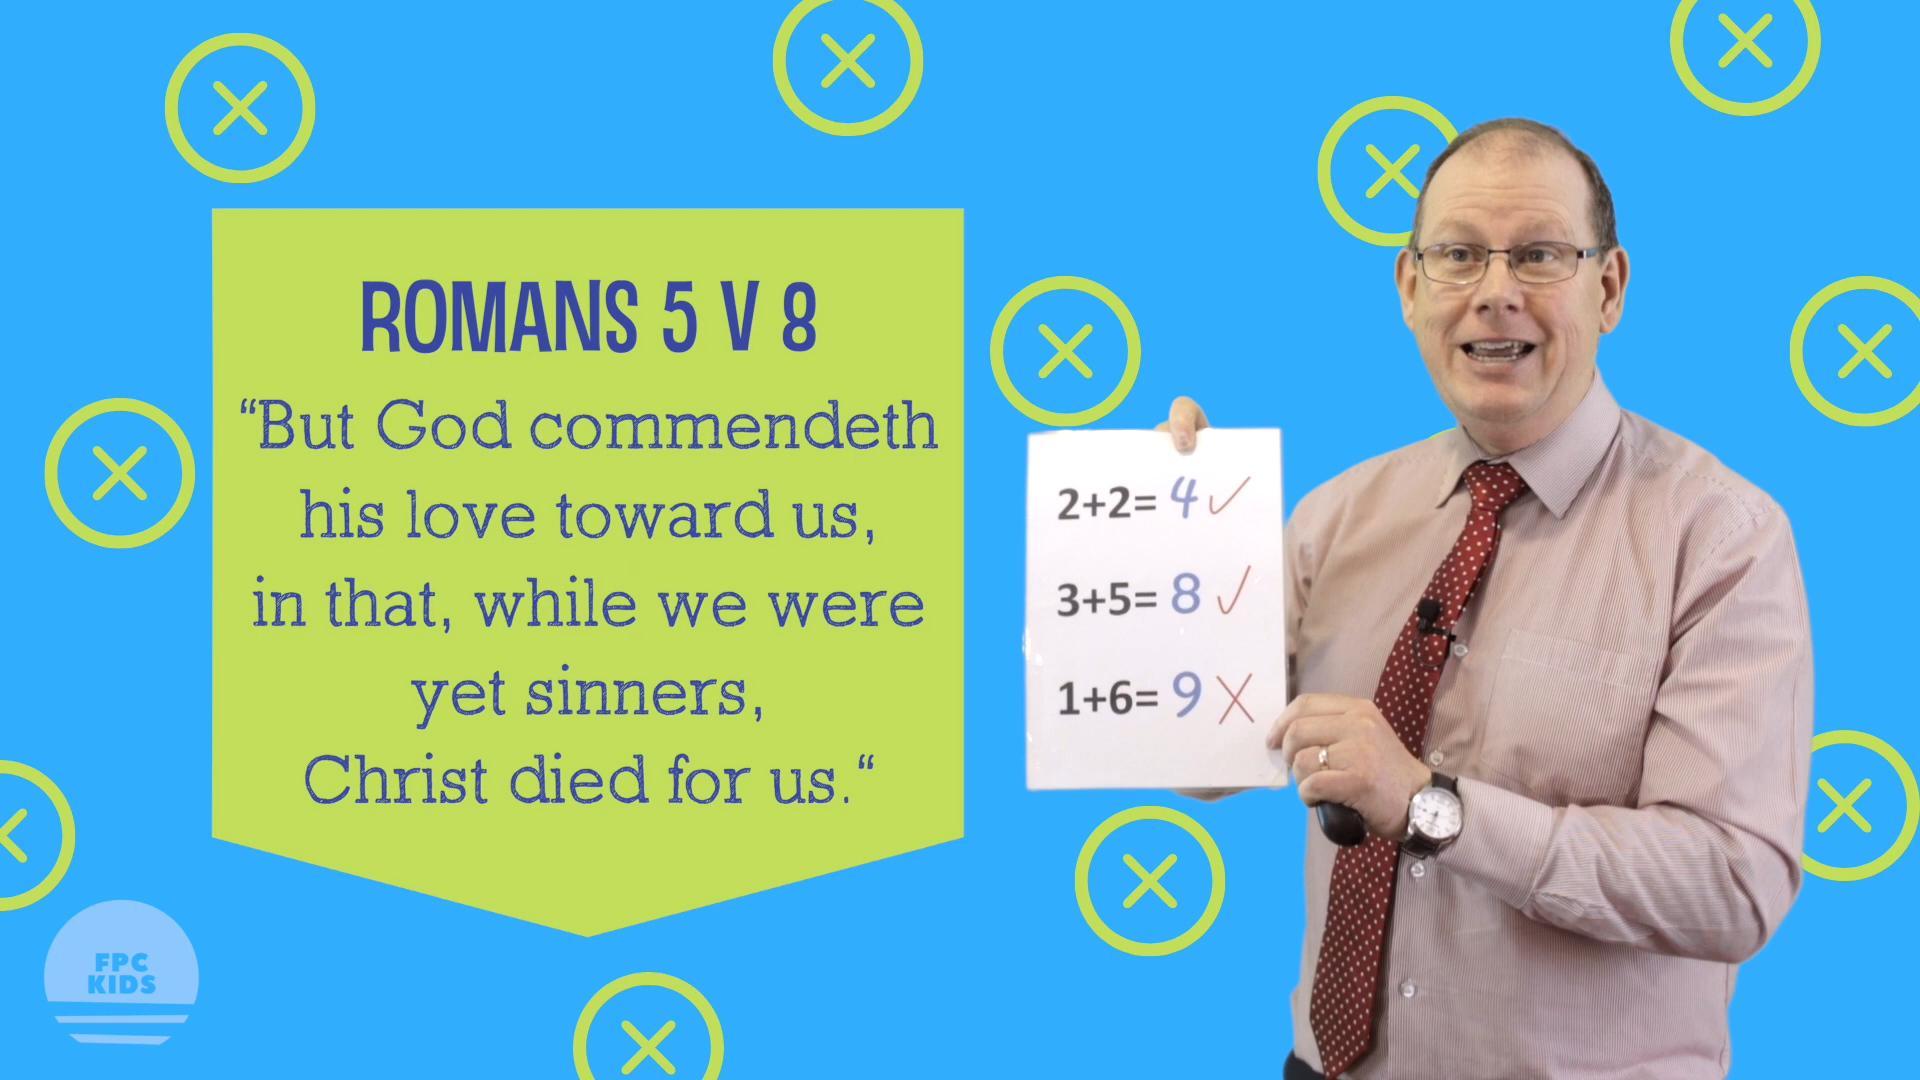 ROMANS 5 V 8
“But God commendeth
his love toward us,
in that, while we were
yet sinners,
Christ died for us.“
2+2= 4 ✓
3+5= 8 ✓
1+6= 9 X
FPC
KIDS